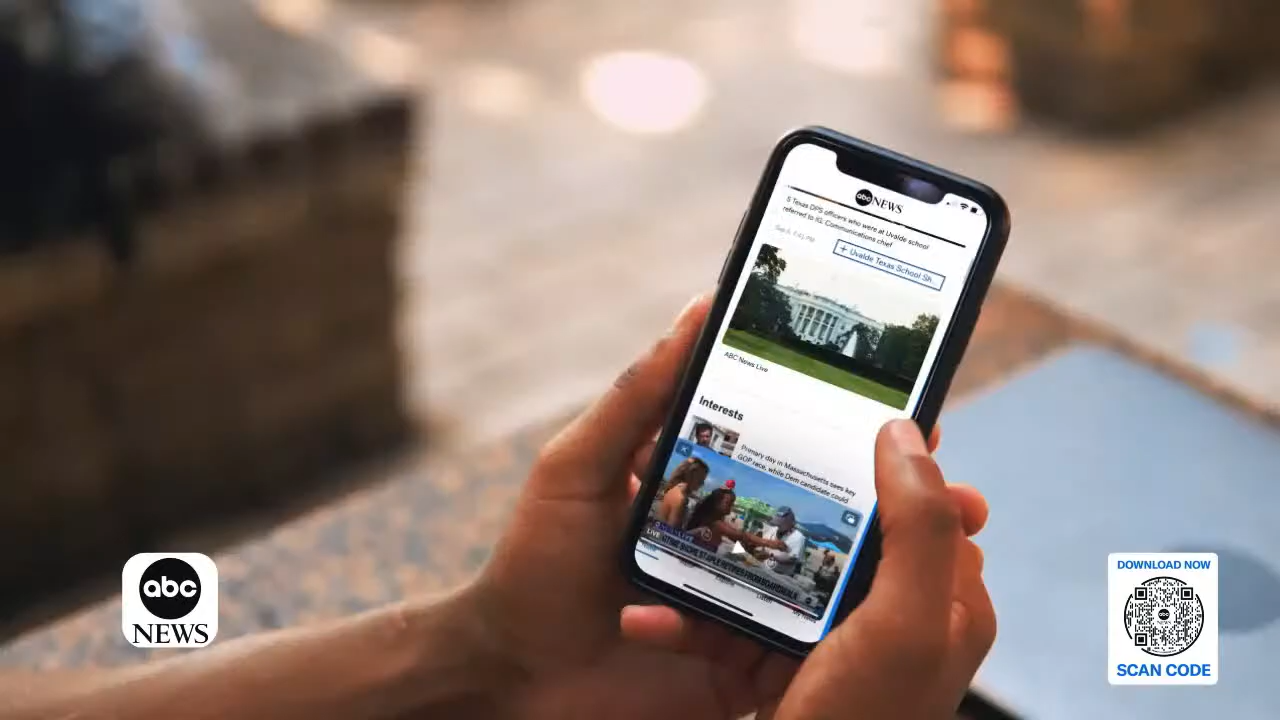 abc NEWS
5 Texas DPS officers who were at Uvalde school
referred to IG: Communications chief
+ Uvalde Texas School Sh...
ABC News Live
Interests
Primary day in Massachusetts sees key
GOP race, while Dem candidate could
LIVE
abc
NEWS
DOWNLOAD NOW
SCAN CODE